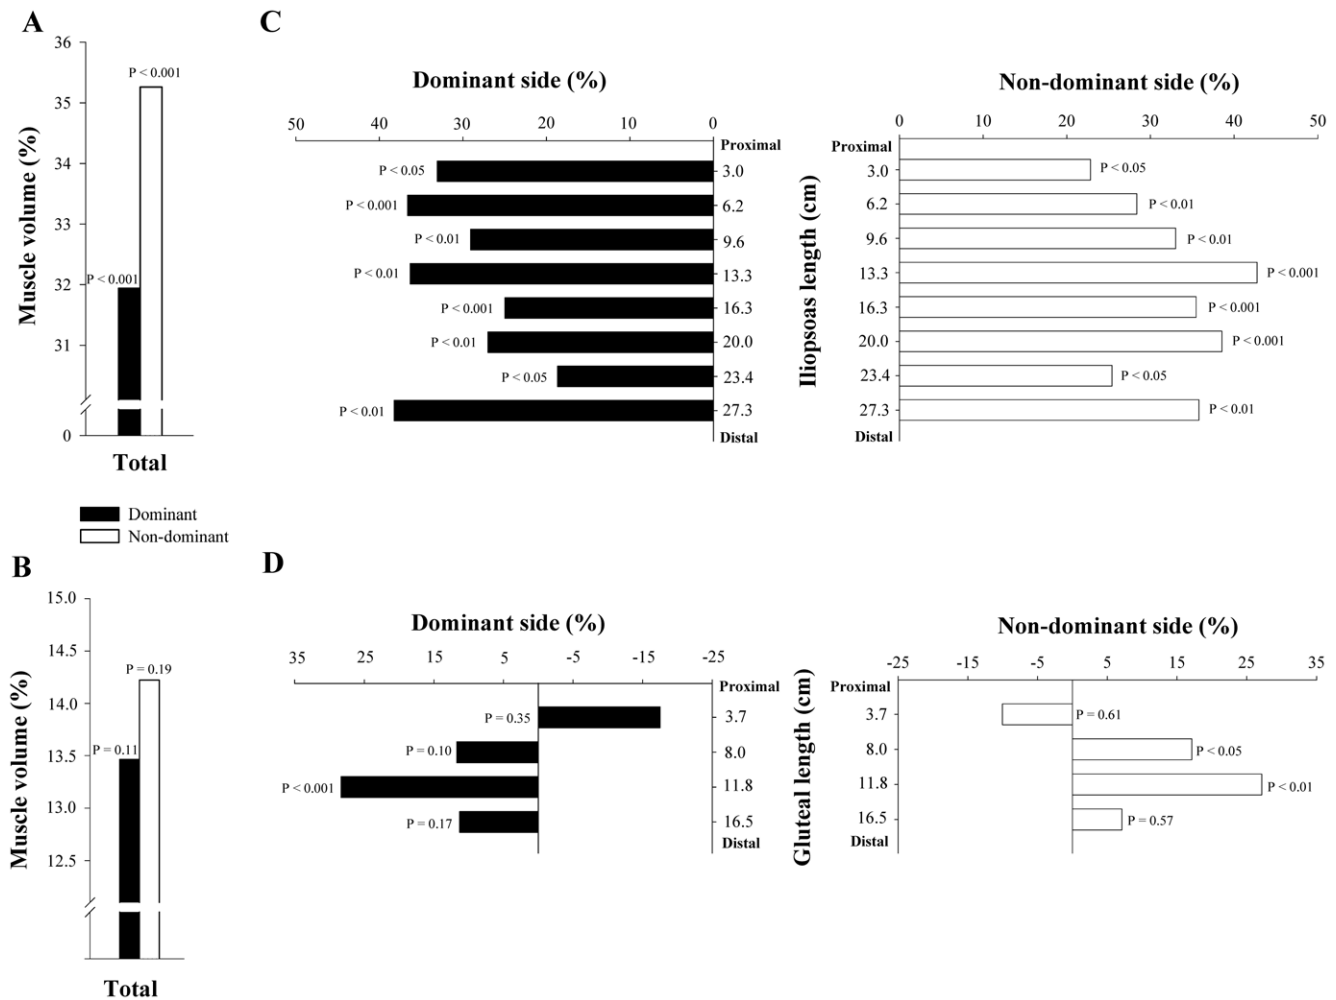 A
36
35
34
33
32
31
0
Muscle volume (%)
P < 0.001
P < 0.001
Total
Dominant
Non-dominant
C
Dominant side (%)
50 40 30 20 10 0
Proximal
P < 0.05 3.0
P < 0.001 6.2
P < 0.01 9.6
P < 0.01 13.3
P < 0.001 16.3
P < 0.01 20.0
P < 0.05 23.4
P < 0.01 27.3
Distal
Non-dominant side (%)
0 10 20 30 40 50
Iliopsoas length (cm)
Proximal
3.0 P < 0.05
6.2 P < 0.01
9.6 P < 0.01
13.3 P < 0.001
16.3 P < 0.001
20.0 P < 0.001
23.4 P < 0.05
27.3 P < 0.01
Distal
B
15.0
14.5
14.0
13.5
13.0
12.5
Muscle volume (%)
P = 0.19
P = 0.11
Total
D
Dominant side (%)
35 25 15 5 -5 -15 -25
Proximal
P = 0.35 3.7
P = 0.10 8.0
P < 0.001 11.8
P = 0.17 16.5
Distal
Non-dominant side (%)
-25 -15 -5 5 15 25 35
Gluteal length (cm)
Proximal
3.7 P = 0.61
8.0 P < 0.05
11.8 P < 0.01
16.5 P = 0.57
Distal